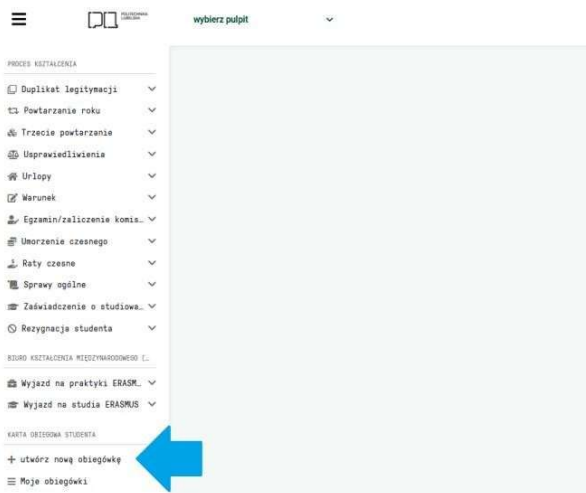 POLITECHNIKA
LUBELSKA
wybierz pulpit
PROCES KSZTAŁCENIA
Duplikat legitymacji
Powtarzanie roku
Trzecie powtarzanie
Usprawiedliwienia
Urlopy
Warunek
Egzamin/zaliczenie komis…
Umorzenie czesnego
Raty czesne
Sprawy ogólne
Zaświadczenie o studiowa…
Rezygnacja studenta
BIURO KSZTAŁCENIA MIĘDZYNARODOWEGO (…
Wyjazd na praktyki ERASM…
Wyjazd na studia ERASMUS
KARTA OBIEGOWA STUDENTA
utwórz nową obiegówkę
Moje obiegówki